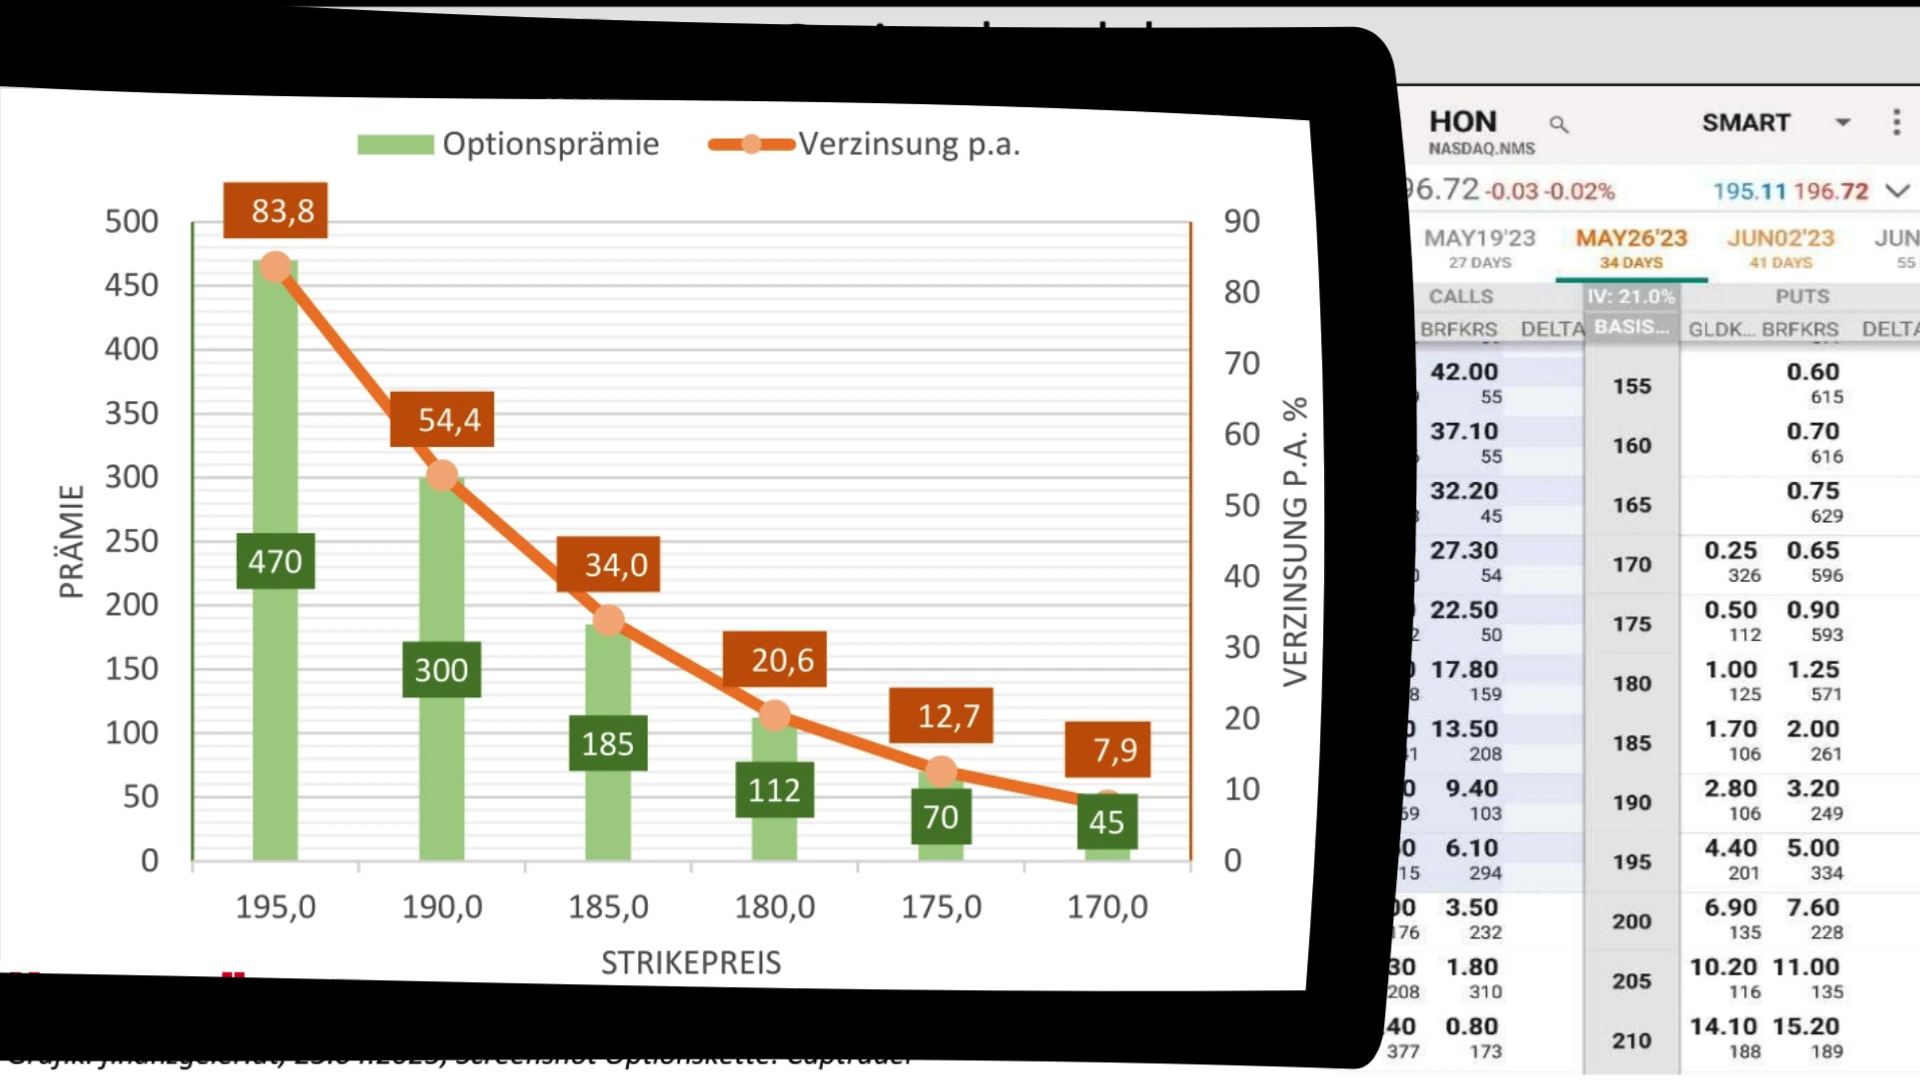 Optionsprämie Verzinsung p.a.
83,8
54,4
34,0
20,6
12,7
7,9
470
300
185
112
70
45
500
450
400
350
300
250
200
150
100
50
0
PRÄMIE
90
80
70
60
50
40
30
20
10
0
VERZINSUNG P.A. %
195,0 190,0 185,0 180,0 175,0 170,0
STRIKEPREIS
HON SMART
NASDAQ.NMS
96.72 -0.03 -0.02% 195.11 196.72
MAY19'23 MAY26'23 JUN02'23 JUN
27 DAYS 34 DAYS 41 DAYS 55
CALLS IV: 21.0% PUTS
BRFKRS DELTA BASIS... GLDK... BRFKRS DELTA
42.00 155 0.60
55 615
37.10 160 0.70
55 616
32.20 165 0.75
45 629
27.30 170 0.25 0.65
54 326 596
22.50 175 0.50 0.90
50 112 593
17.80 180 1.00 1.25
159 125 571
13.50 185 1.70 2.00
208 106 261
9.40 190 2.80 3.20
103 106 249
6.10 195 4.40 5.00
294 201 334
3.50 200 6.90 7.60
176 232 135 228
1.80 205 10.20 11.00
208 310 116 135
0.80 210 14.10 15.20
377 173 188 189